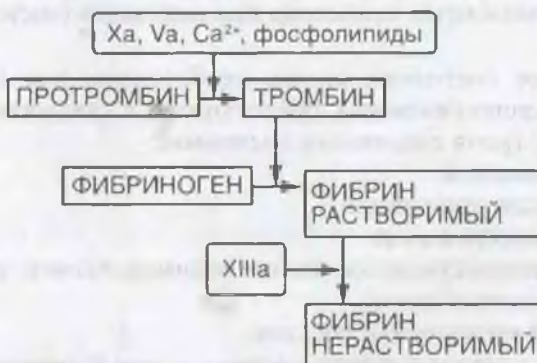 Xa, Va, Ca²⁺, фосфолипиды
ПРОТРОМБИН
ТРОМБИН
ФИБРИНОГЕН
ФИБРИН
РАСТВОРИМЫЙ
XIIIa
ФИБРИН
НЕРАСТВОРИМЫЙ